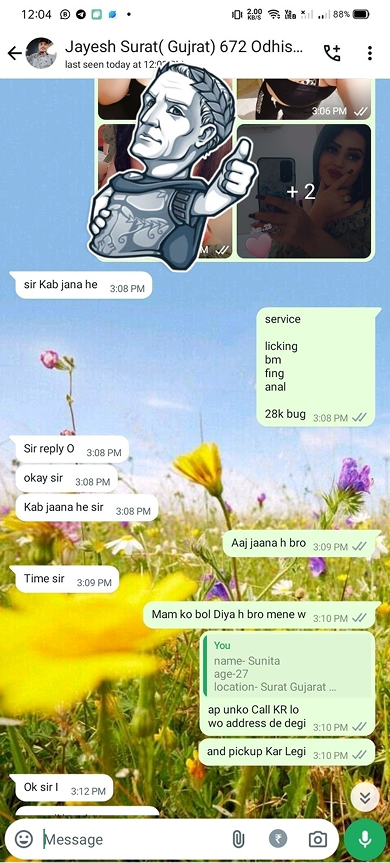 12:04
2.00 KB/S
Vo LTE
88%
Jayesh Surat( Gujrat) 672 Odhis...
last seen today at 12:0
3:06 PM
+ 2
M
sir Kab jana he 3:08 PM
service
licking
bm
fing
anal
28k bug 3:08 PM
Sir reply O 3:08 PM
okay sir 3:08 PM
Kab jaana he sir 3:08 PM
Aaj jaana h bro 3:09 PM
Time sir 3:09 PM
Mam ko bol Diya h bro mene w 3:10 PM
You
name- Sunita
age-27
location- Surat Gujarat ...
ap unko Call KR lo
wo address de degi 3:10 PM
and pickup Kar Legi 3:10 PM
Ok sir I 3:12 PM
Message